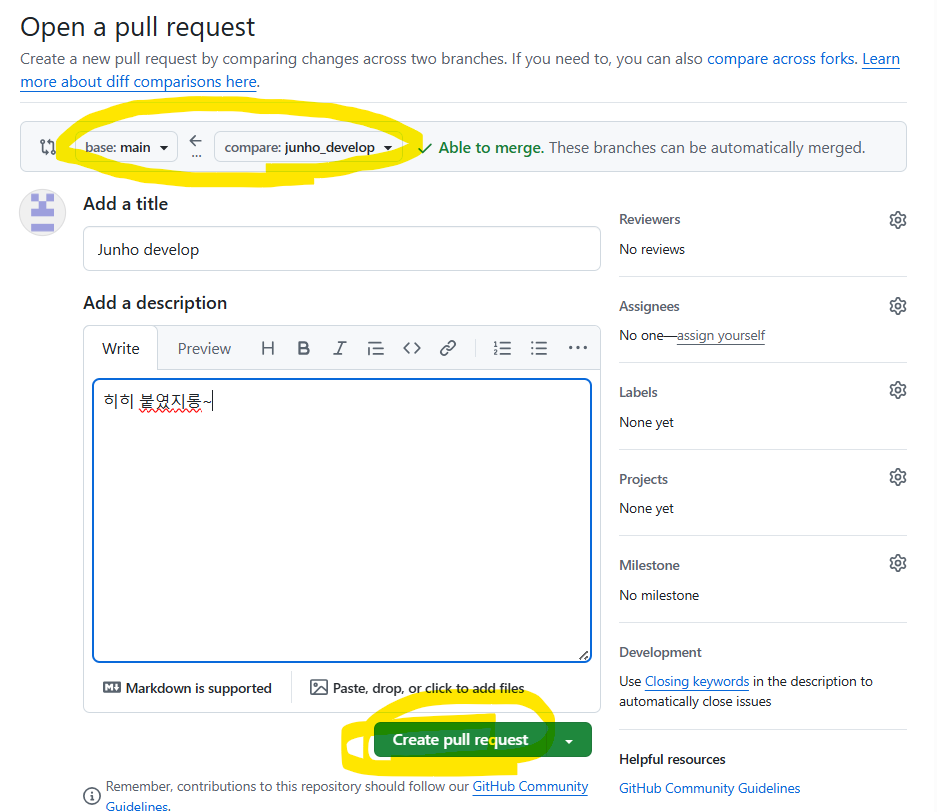 Open a pull request
Create a new pull request by comparing changes across two branches. If you need to, you can also compare across forks. Learn
more about diff comparisons here.
base: main
compare: junho_develop
Able to merge. These branches can be automatically merged.
Add a title
Junho develop
Add a description
Write
Preview
히히 붙였지롱~
Markdown is supported
Paste, drop, or click to add files
Create pull request
Remember, contributions to this repository should follow our GitHub Community
Guidelines.
Reviewers
No reviews
Assignees
No one—assign yourself
Labels
None yet
Projects
None yet
Milestone
No milestone
Development
Use Closing keywords in the description to
automatically close issues
Helpful resources
GitHub Community Guidelines